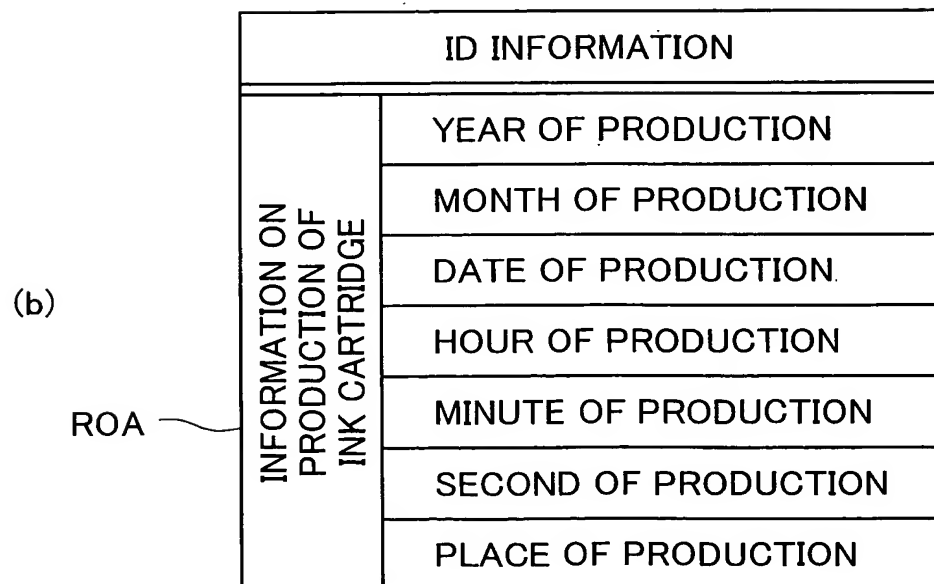 ID INFORMATION
(b)
ROA
INFORMATION ON
PRODUCTION OF
INK CARTRIDGE
YEAR OF PRODUCTION
MONTH OF PRODUCTION
DATE OF PRODUCTION
HOUR OF PRODUCTION
MINUTE OF PRODUCTION
SECOND OF PRODUCTION
PLACE OF PRODUCTION